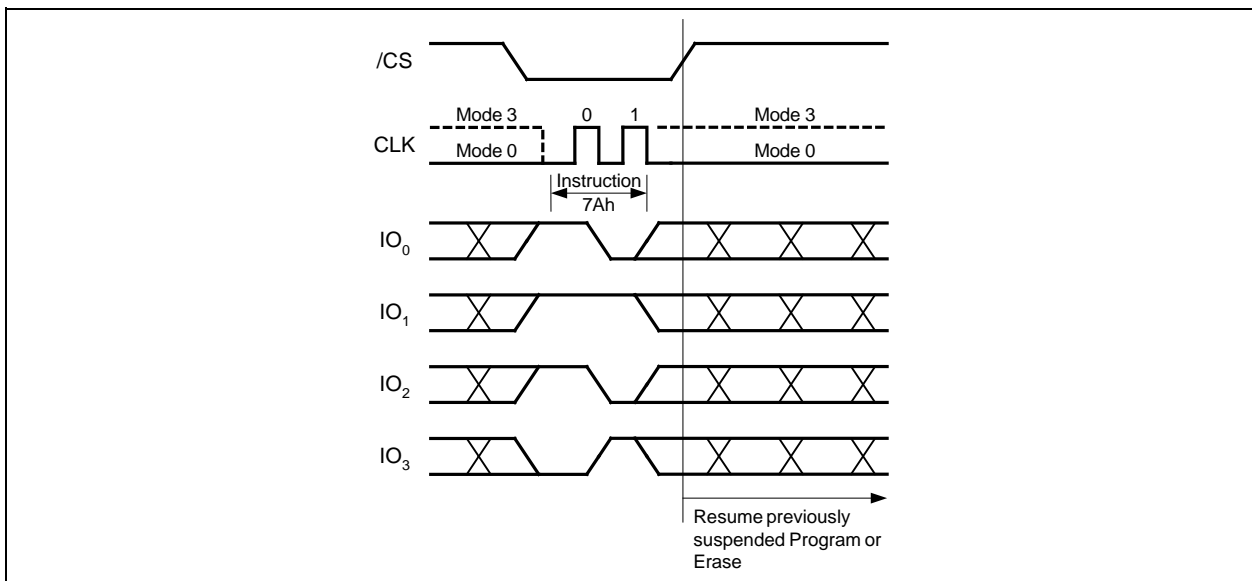 /CS
Mode 3 0 1 Mode 3
CLK
Mode 0 Mode 0
Instruction
7Ah
IO0
IO1
IO2
IO3
Resume previously
suspended Program or
Erase